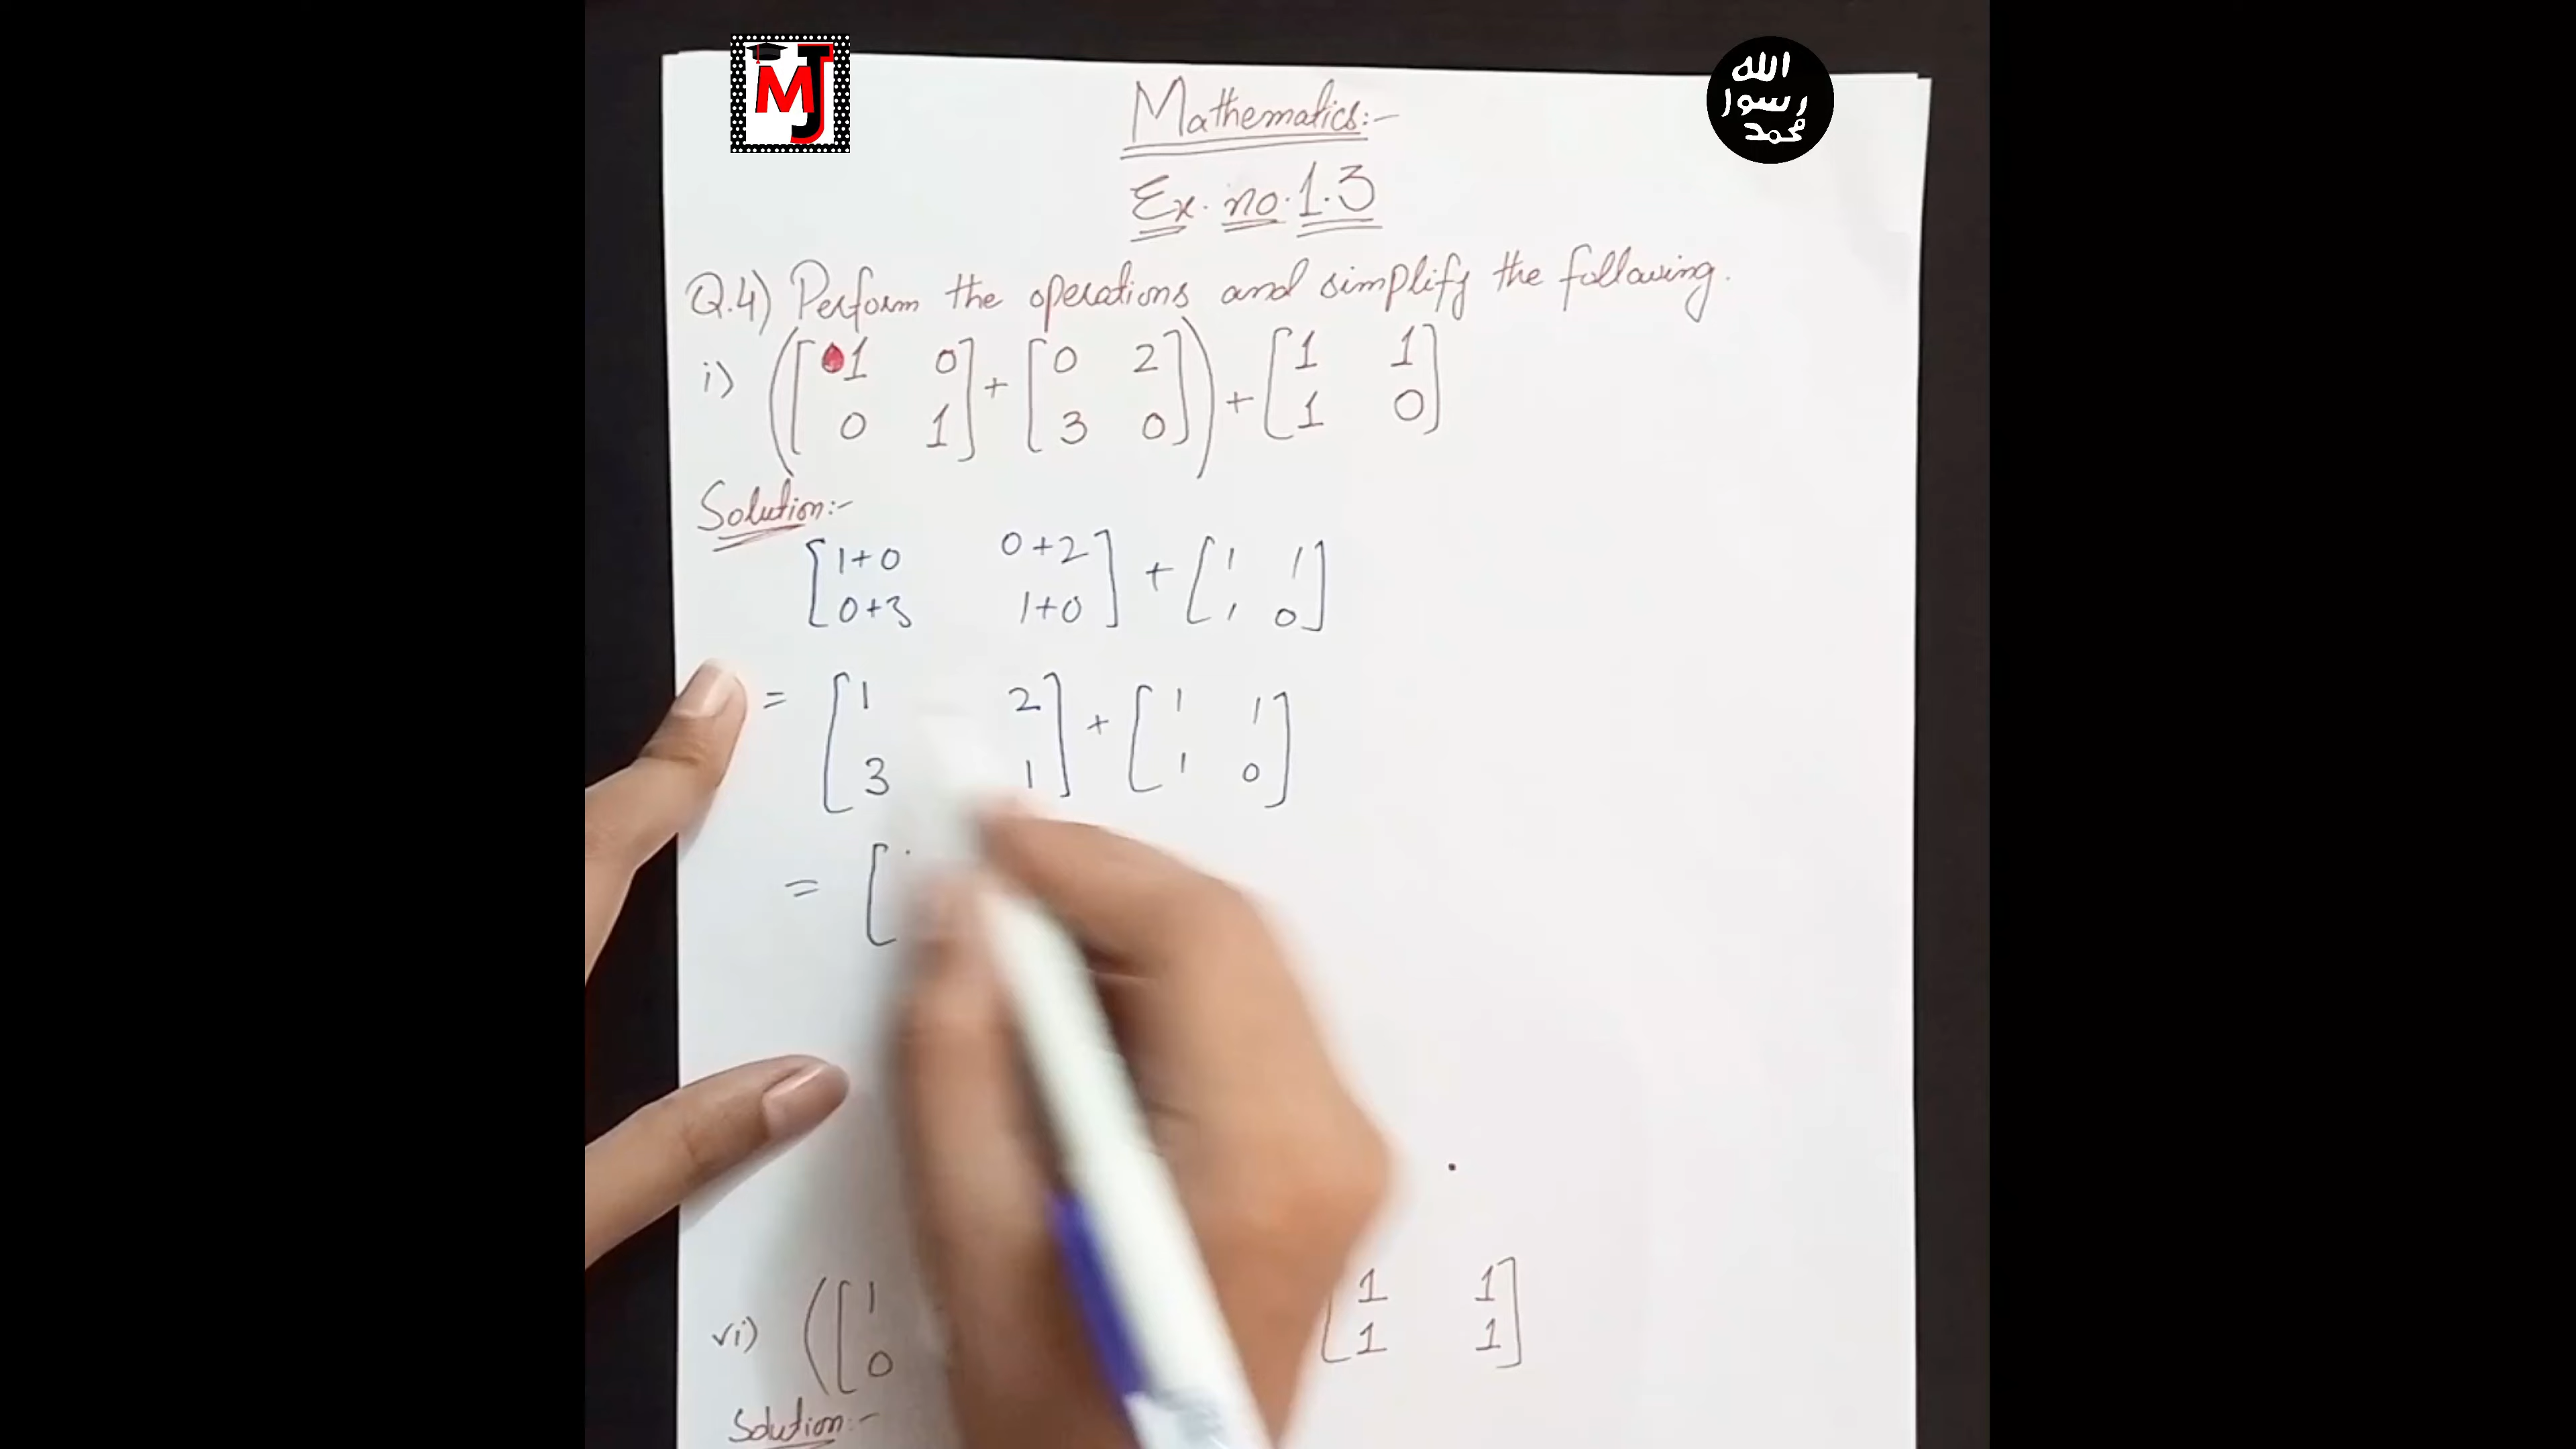 MJ
الله
رسول
محمد
Mathematics:-
Ex. no. 1.3
Q.4) Perform the operations and simplify the following.
i) ([1 0] + [0 2]) + [1 1]
[0 1] [3 0] [1 0]
Solution:-
[1+0 0+2] + [1 1]
[0+3 1+0] [1 0]
= [1 2] + [1 1]
[3 1] [1 0]
= [
vi) ([1 [1 1]
[0 [1 1]
Solution:-